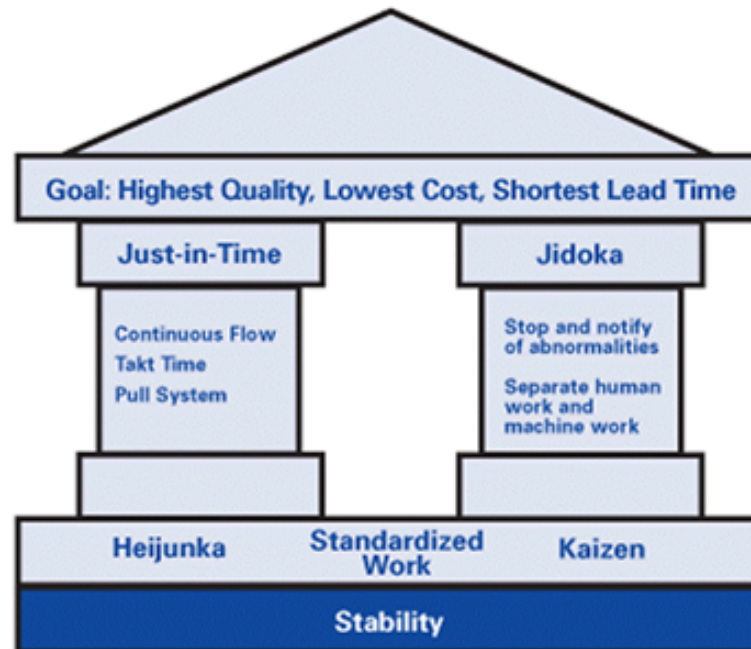 Goal: Highest Quality, Lowest Cost, Shortest Lead Time
Just-in-Time
Continuous Flow
Takt Time
Pull System
Jidoka
Stop and notify
of abnormalities
Separate human
work and
machine work
Heijunka
Standardized
Work
Kaizen
Stability